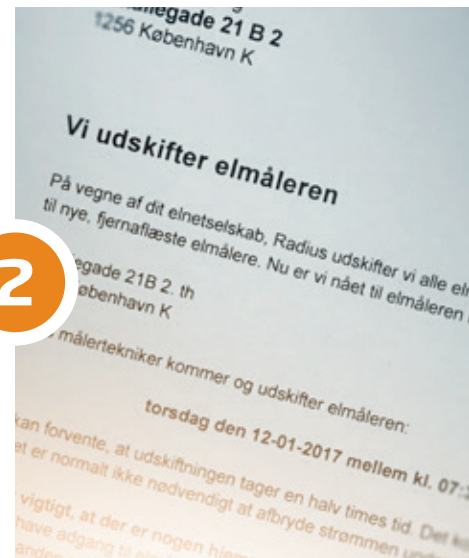 egade 21 B 2
1256 København K
Vi udskifter elmåleren
På vegne af dit elnetselskab, Radius udskifter vi alle
til nye, fjernaflæste elmålere. Nu er vi nået til elmåleren
egade 21B 2. th
øbenhavn K
målertekniker kommer og udskifter elmåleren:
torsdag den 12-01-2017 mellem kl. 07:
kan forvente, at udskiftningen tager en halv times tid. Det
et er normalt ikke nødvendigt at afbryde strømmen
vigtigt, at der er nogen
have adgang til
2